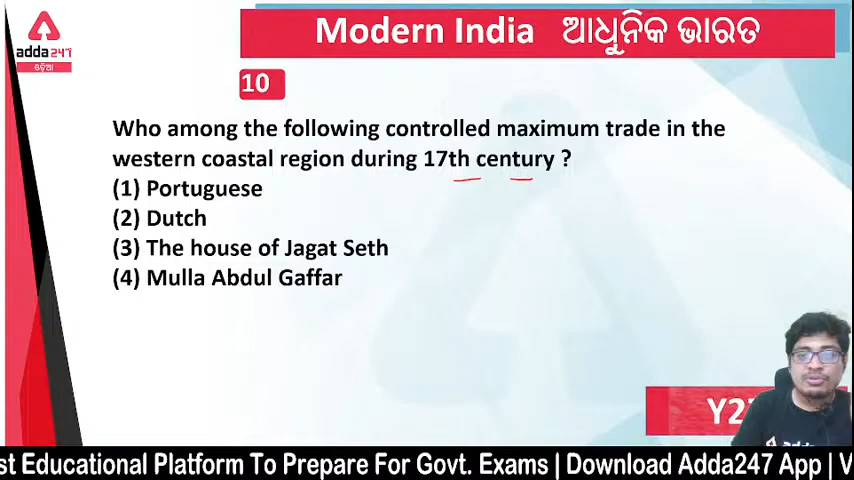 Modern India ଆଧୁନିକ ଭାରତ
adda247
ଓଡ଼ିଆ
10
Who among the following controlled maximum trade in the
western coastal region during 17th century ?
(1) Portuguese
(2) Dutch
(3) The house of Jagat Seth
(4) Mulla Abdul Gaffar
st Educational Platform To Prepare For Govt. Exams | Download Adda247 App | V